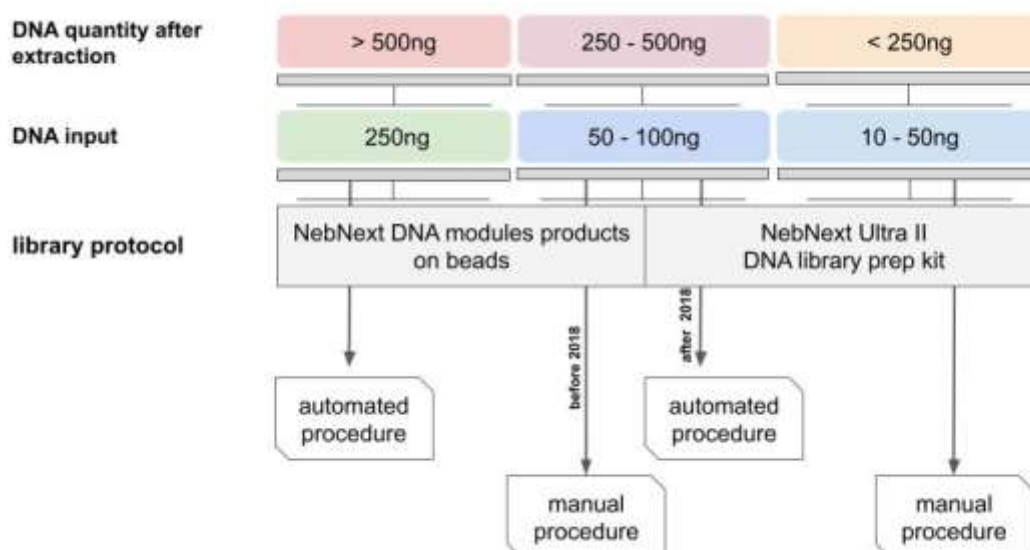 DNA quantity after
extraction
> 500ng
250 - 500ng
< 250ng
DNA input
250ng
50 - 100ng
10 - 50ng
library protocol
NebNext DNA modules products
on beads
NebNext Ultra II
DNA library prep kit
before 2018
after 2018
automated
procedure
automated
procedure
manual
procedure
manual
procedure